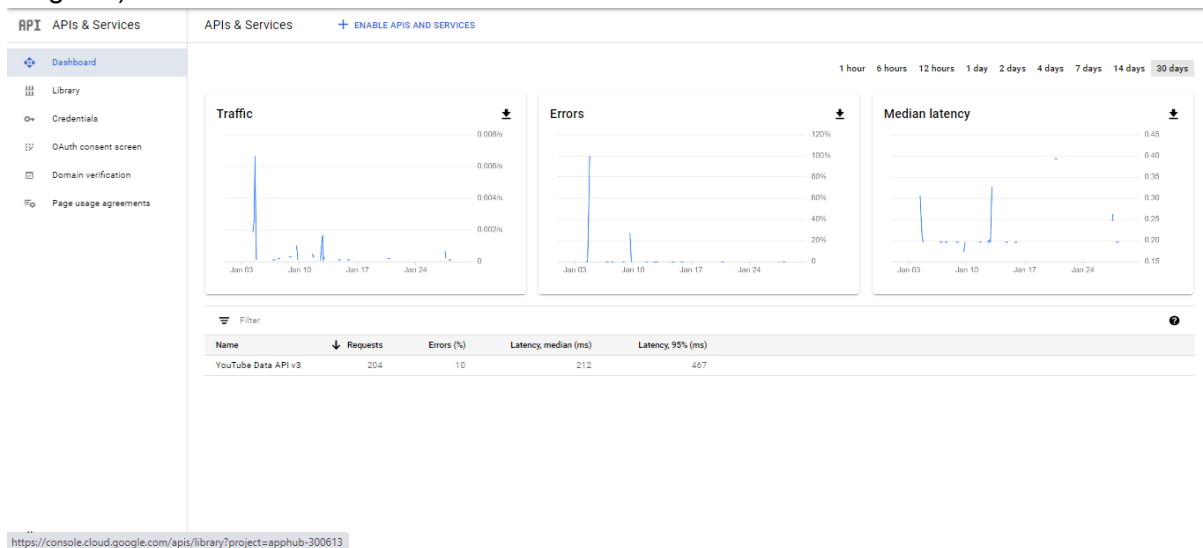 API APIs & Services
APIs & Services
+ ENABLE APIS AND SERVICES
Dashboard
Library
Credentials
OAuth consent screen
Domain verification
Page usage agreements
1 hour 6 hours 12 hours 1 day 2 days 4 days 7 days 14 days 30 days
Traffic
0.008/s
0.006/s
0.004/s
0.002/s
0
Jan 03 Jan 10 Jan 17 Jan 24
Errors
120%
100%
80%
60%
40%
20%
0
Jan 03 Jan 10 Jan 17 Jan 24
Median latency
0.45
0.40
0.35
0.30
0.25
0.20
0.15
Jan 03 Jan 10 Jan 17 Jan 24
Filter
Name Requests Errors (%) Latency, median (ms) Latency, 95% (ms)
YouTube Data API v3 204 10 212 467
https://console.cloud.google.com/apis/library?project=apphub-300613